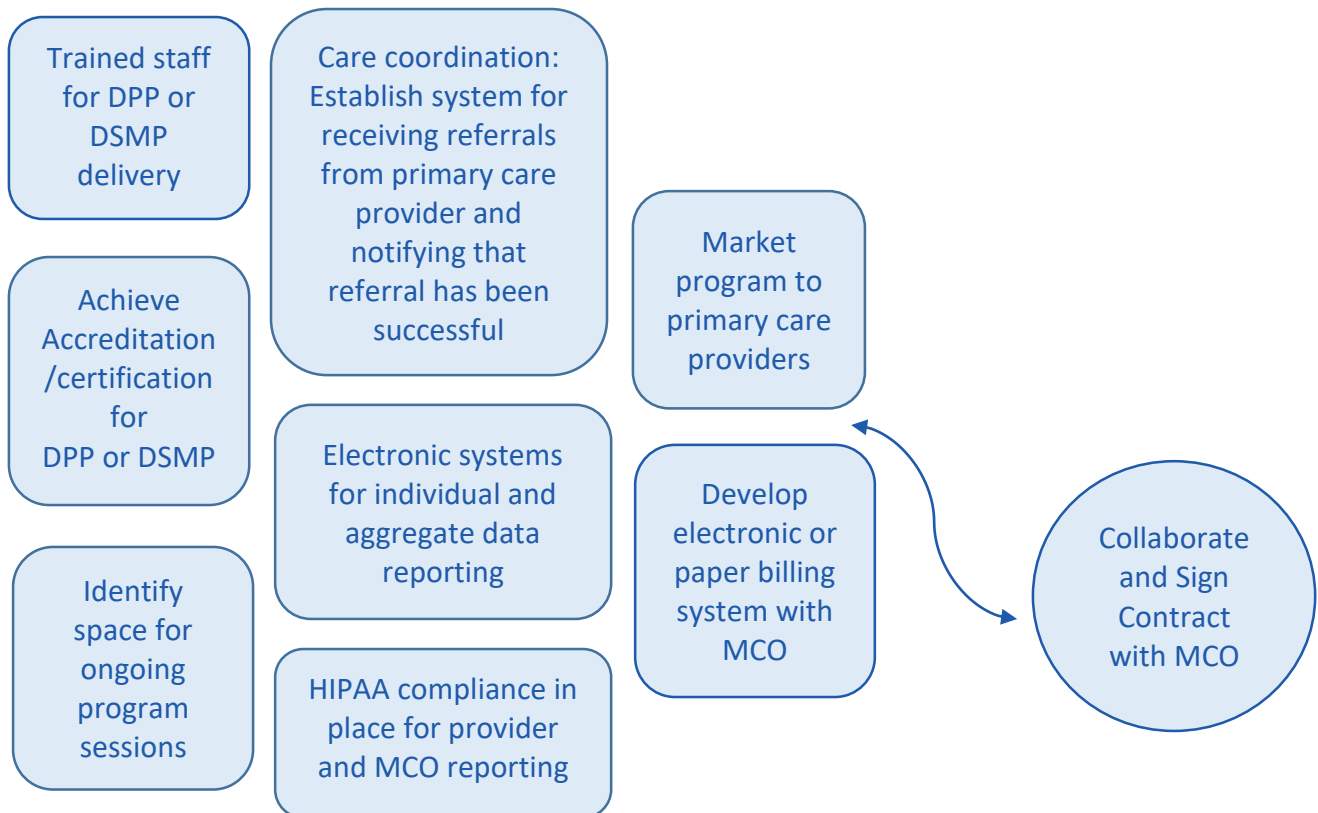 Trained staff
for DPP or
DSMP
delivery
Achieve
Accreditation
/certification
for
DPP or DSMP
Identify
space for
ongoing
program
sessions
Care coordination:
Establish system for
receiving referrals
from primary care
provider and
notifying that
referral has been
successful
Electronic systems
for individual and
aggregate data
reporting
HIPAA compliance in
place for provider
and MCO reporting
Market
program to
primary care
providers
Develop
electronic or
paper billing
system with
MCO
Collaborate
and Sign
Contract
with MCO